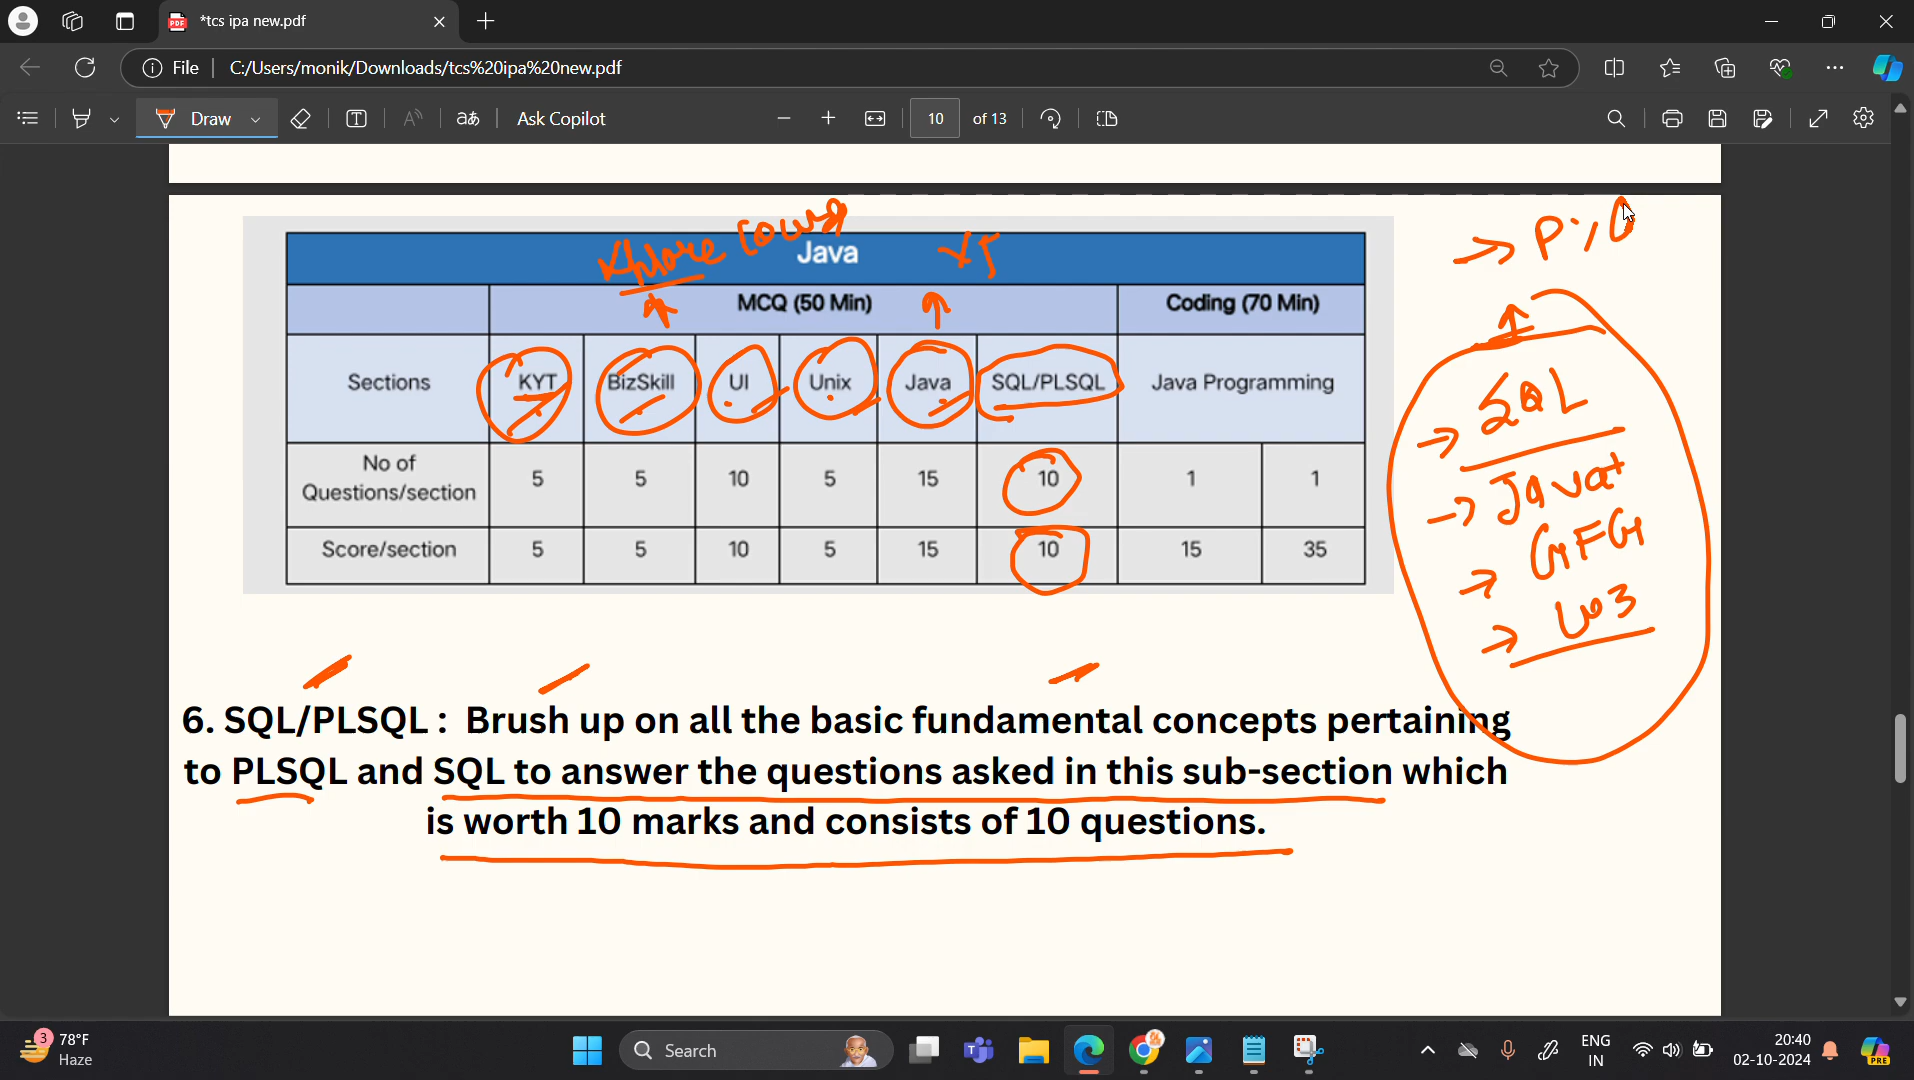 *tcs ipa new.pdf
File
C:/Users/monik/Downloads/tcs%20ipa%20new.pdf
Draw
aあ
Ask Copilot
10 of 13
Java
MCQ (50 Min) Coding (70 Min)
Sections KYT BizSkill UI Unix Java SQL/PLSQL Java Programming
No of Questions/section 5 5 10 5 15 10 1 1
Score/section 5 5 10 5 15 10 15 35
SQL
Javat
GFG
W3
6. SQL/PLSQL : Brush up on all the basic fundamental concepts pertaining
to PLSQL and SQL to answer the questions asked in this sub-section which
is worth 10 marks and consists of 10 questions.
3
78°F
Haze
Search
ENG
IN
20:40
02-10-2024
PRE